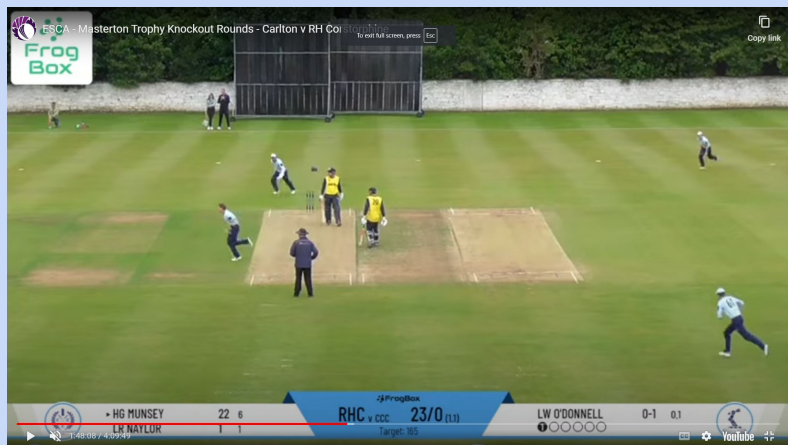 ESCA - Masterton Trophy Knockout Rounds - Carlton v RH Corstorphine
To exit full screen, press Esc
Copy link
Frog
Box
FrogBox
HG MUNSEY 22 6
RHC v CCC 23/0 (1.1)
LW O'DONNELL 0-1 0.1
LR NAYLOR 1 1
Target: 165
1
1:48:08 / 4:09:49
YouTube